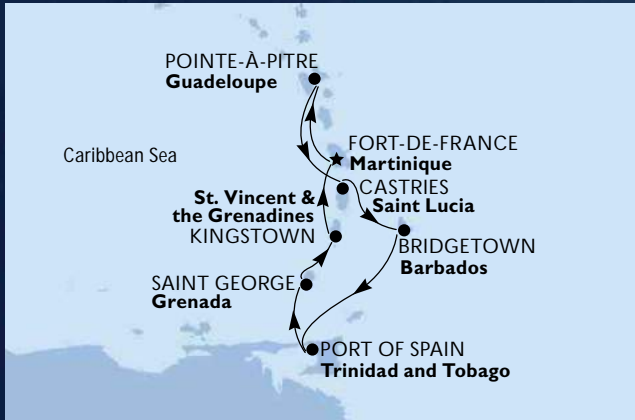 POINTE-À-PITRE
Guadeloupe
FORT-DE-FRANCE
Caribbean Sea
Martinique
CASTRIES
St. Vincent &
Saint Lucia
the Grenadines
KINGSTOWN
BRIDGETOWN
Barbados
SAINT GEORGE
Grenada
PORT OF SPAIN
Trinidad and Tobago